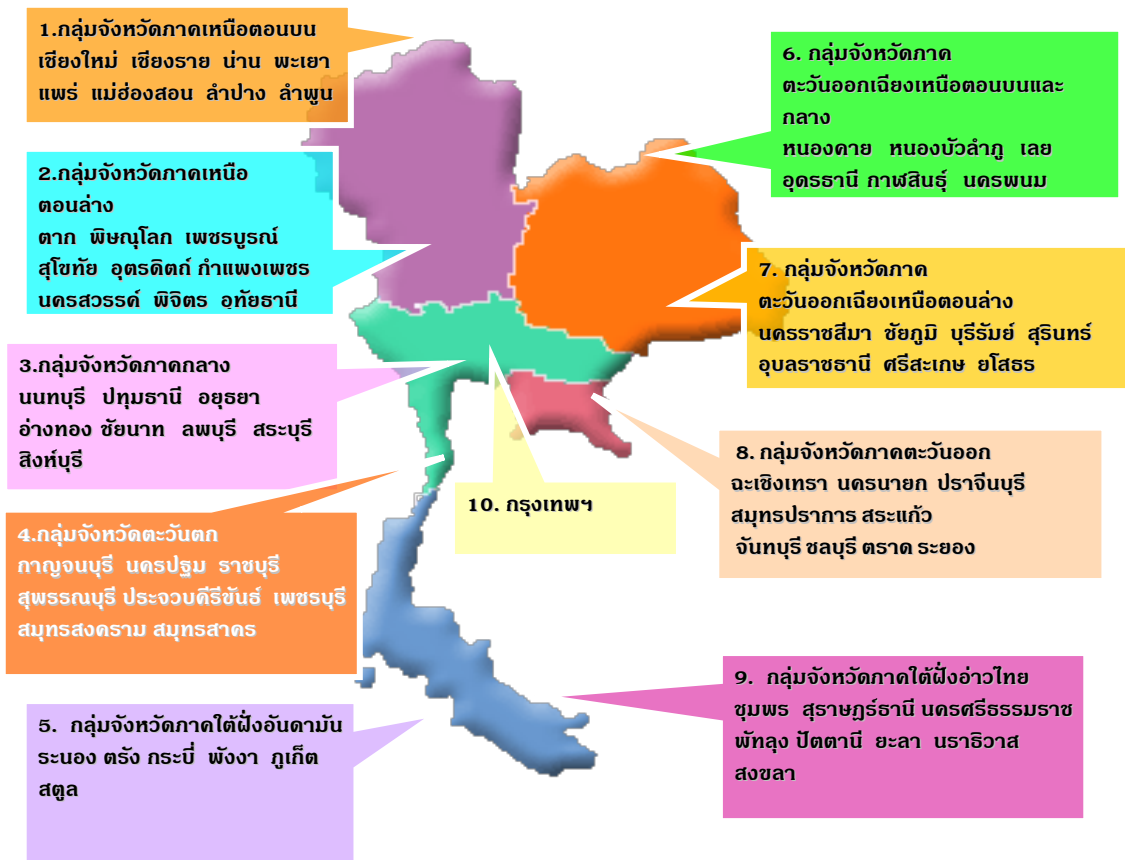 1.กลุ่มจังหวัดภาคเหนือตอนบน
เชียงใหม่ เชียงราย น่าน พะเยา
แพร่ แม่ฮ่องสอน ลำปาง ลำพูน
2.กลุ่มจังหวัดภาคเหนือ
ตอนล่าง
ตาก พิษณุโลก เพชรบูรณ์
สุโขทัย อุตรดิตถ์ กำแพงเพชร
นครสวรรค์ พิจิตร อุทัยธานี
3.กลุ่มจังหวัดภาคกลาง
นนทบุรี ปทุมธานี อยุธยา
อ่างทอง ชัยนาท ลพบุรี สระบุรี
สิงห์บุรี
4.กลุ่มจังหวัดตะวันตก
กาญจนบุรี นครปฐม ราชบุรี
สุพรรณบุรี ประจวบคีรีขันธ์ เพชรบุรี
สมุทรสงคราม สมุทรสาคร
5. กลุ่มจังหวัดภาคใต้ฝั่งอันดามัน
ระนอง ตรัง กระบี่ พังงา ภูเก็ต
สตูล
6. กลุ่มจังหวัดภาค
ตะวันออกเฉียงเหนือตอนบนและ
กลาง
หนองคาย หนองบัวลำภู เลย
อุดรธานี กาฬสินธุ์ นครพนม
7. กลุ่มจังหวัดภาค
ตะวันออกเฉียงเหนือตอนล่าง
นครราชสีมา ชัยภูมิ บุรีรัมย์ สุรินทร์
อุบลราชธานี ศรีสะเกษ ยโสธร
8. กลุ่มจังหวัดภาคตะวันออก
ฉะเชิงเทรา นครนายก ปราจีนบุรี
สมุทรปราการ สระแก้ว
จันทบุรี ชลบุรี ตราด ระยอง
9. กลุ่มจังหวัดภาคใต้ฝั่งอ่าวไทย
ชุมพร สุราษฎร์ธานี นครศรีธรรมราช
พัทลุง ปัตตานี ยะลา นราธิวาส
สงขลา
10. กรุงเทพฯ